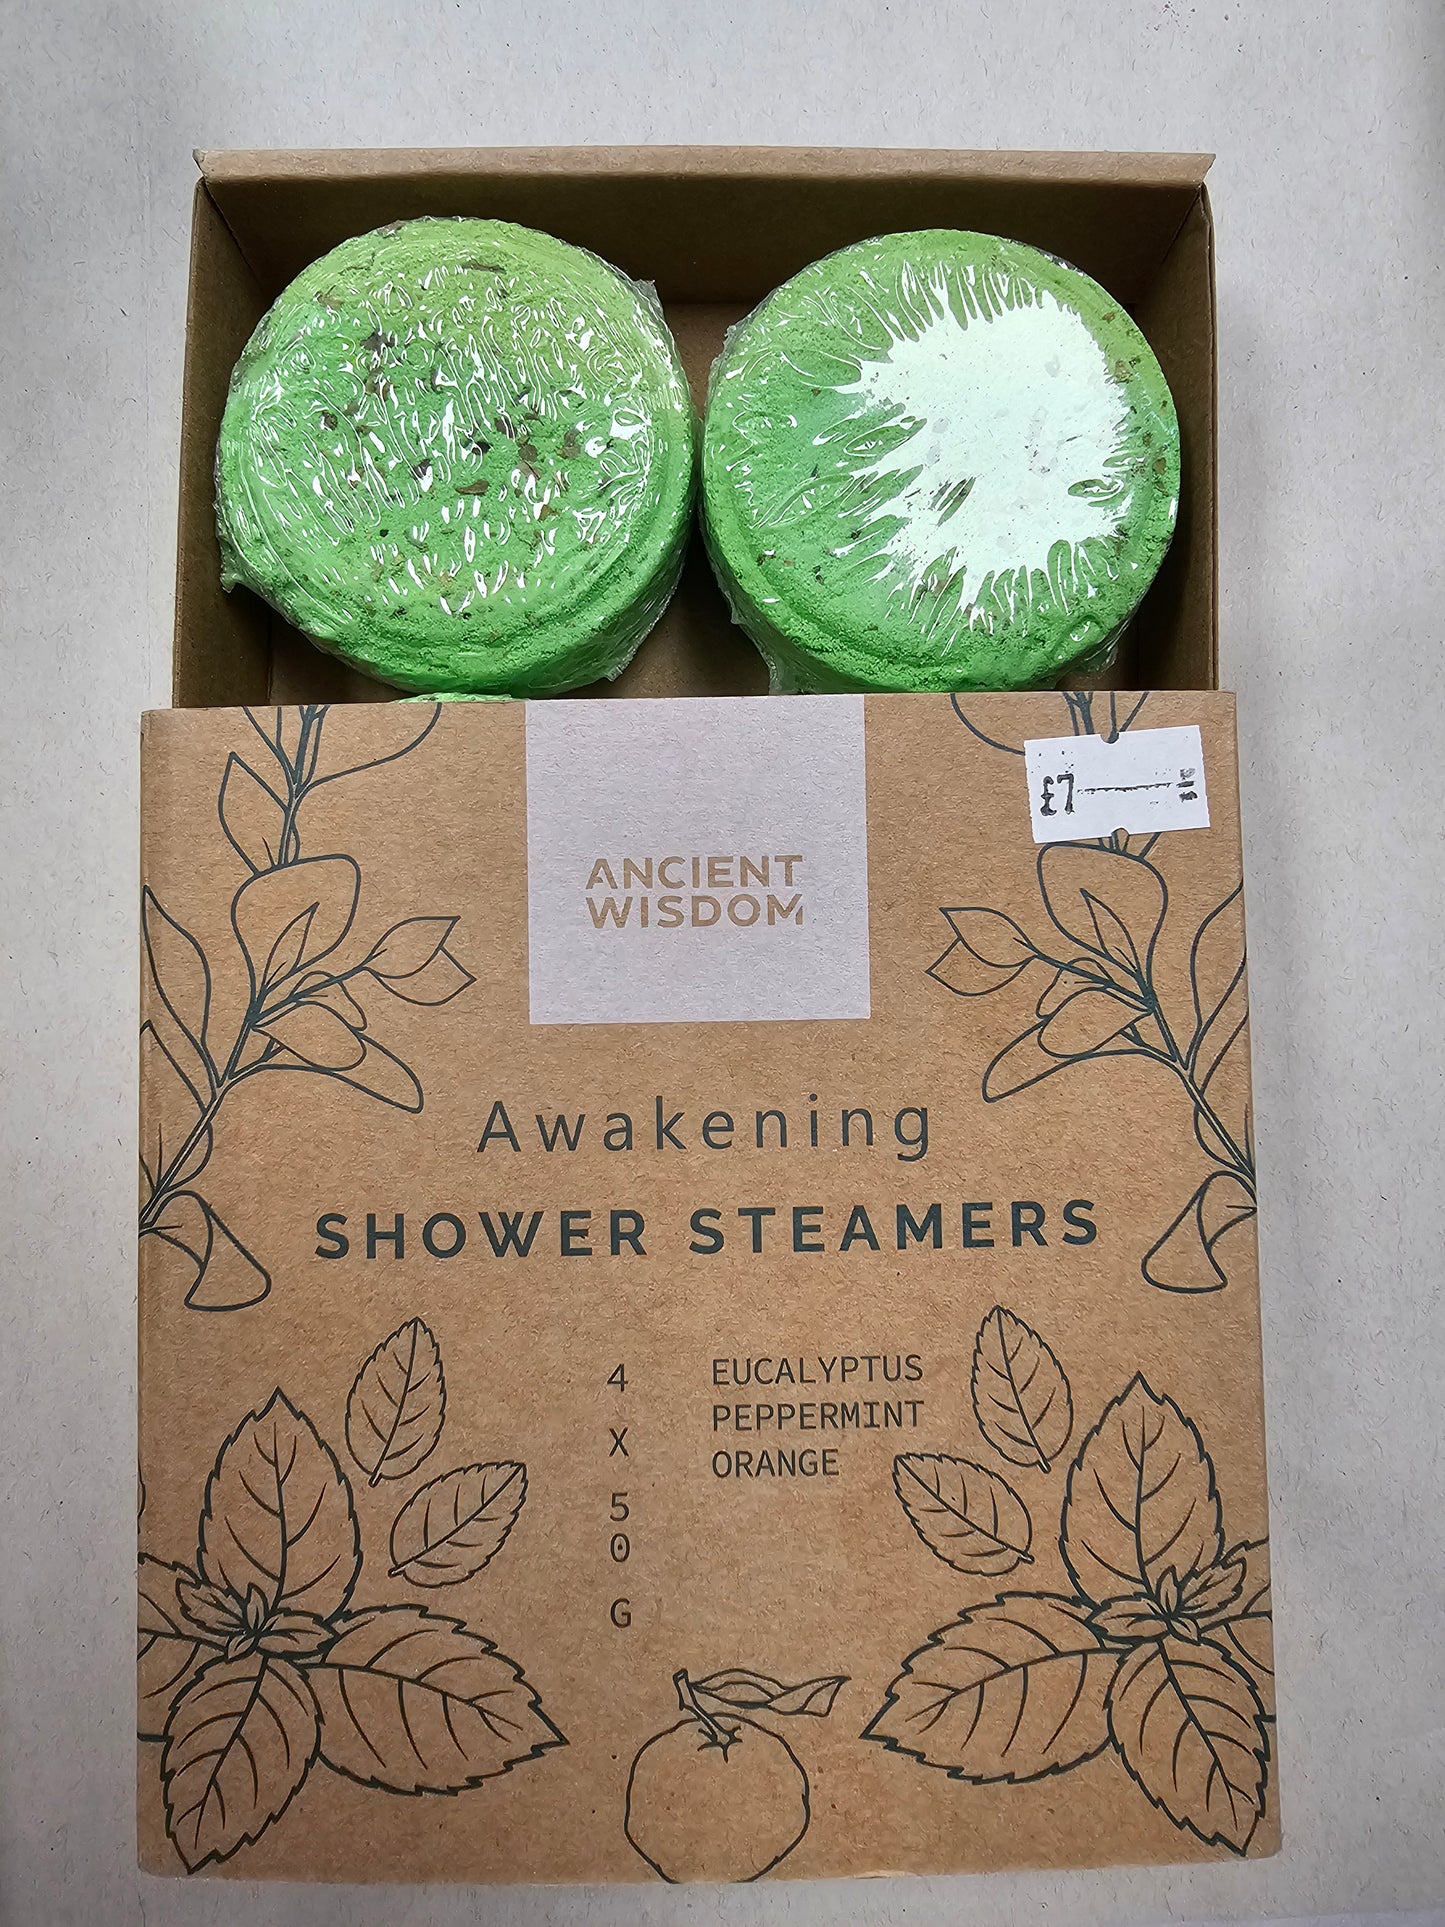 £7
ANCIENT
WISDOM
Awakening
SHOWER STEAMERS
4
X
5
0
G
EUCALYPTUS
PEPPERMINT
ORANGE